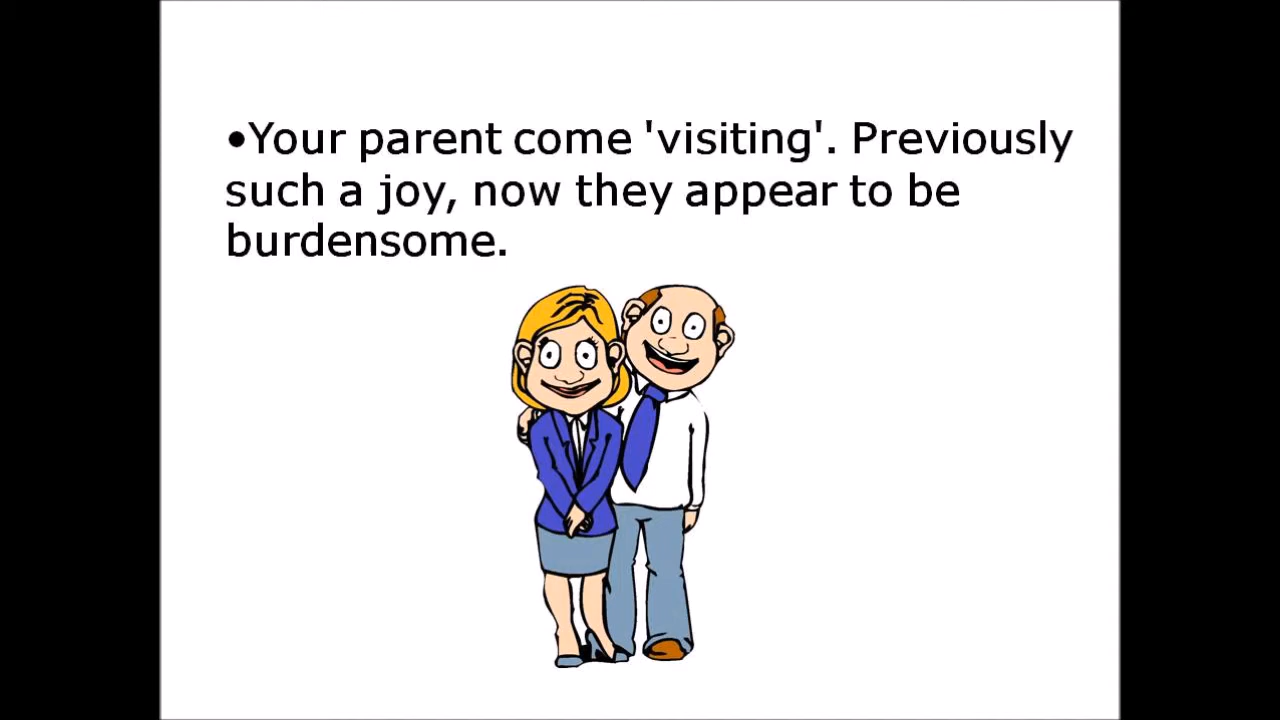 •Your parent come 'visiting'. Previously
such a joy, now they appear to be
burdensome.